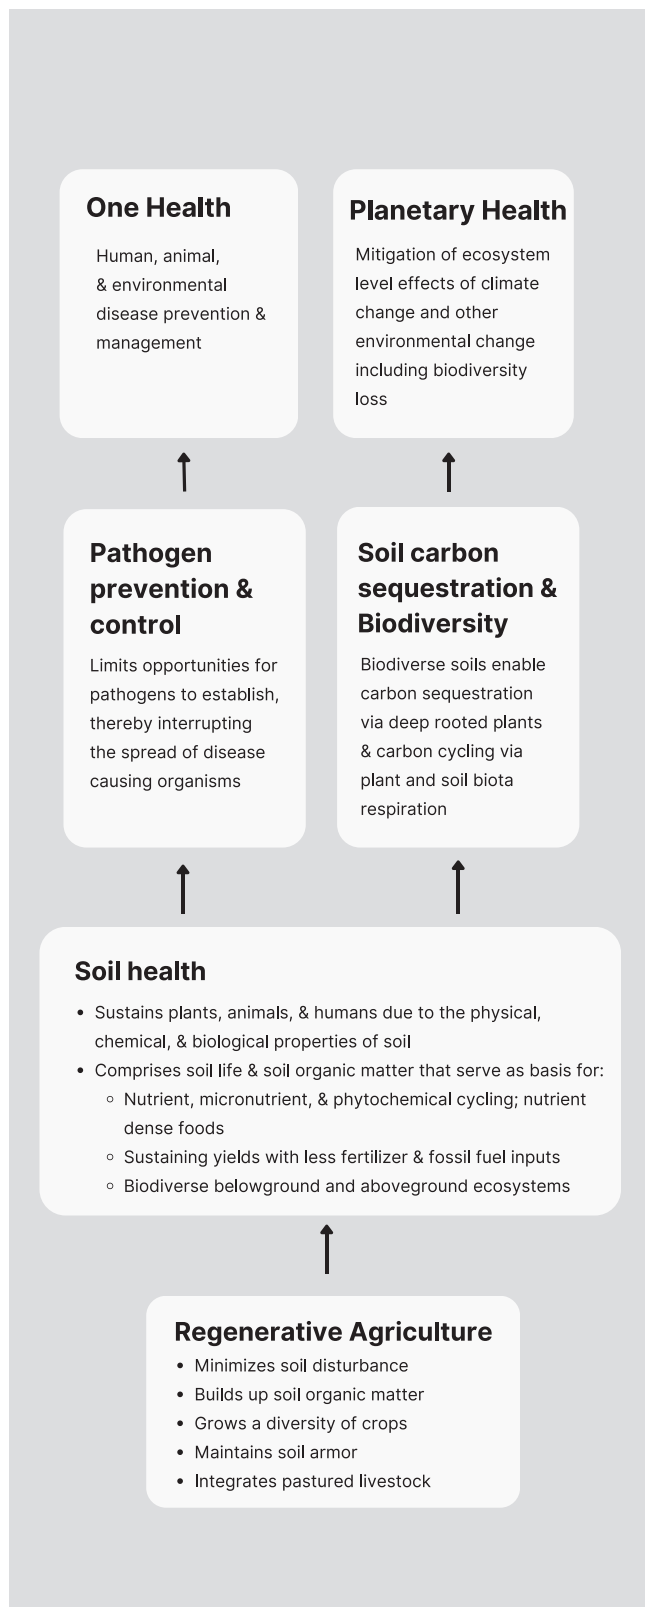 One Health
Human, animal,
& environmental
disease prevention &
management
Planetary Health
Mitigation of ecosystem
level effects of climate
change and other
environmental change
including biodiversity
loss
Pathogen
prevention &
control
Limits opportunities for
pathogens to establish,
thereby interrupting
the spread of disease
causing organisms
Soil carbon
sequestration &
Biodiversity
Biodiverse soils enable
carbon sequestration
via deep rooted plants
& carbon cycling via
plant and soil biota
respiration
Soil health
• Sustains plants, animals, & humans due to the physical,
chemical, & biological properties of soil
• Comprises soil life & soil organic matter that serve as basis for:
◦ Nutrient, micronutrient, & phytochemical cycling; nutrient
dense foods
◦ Sustaining yields with less fertilizer & fossil fuel inputs
◦ Biodiverse belowground and aboveground ecosystems
Regenerative Agriculture
• Minimizes soil disturbance
• Builds up soil organic matter
• Grows a diversity of crops
• Maintains soil armor
• Integrates pastured livestock